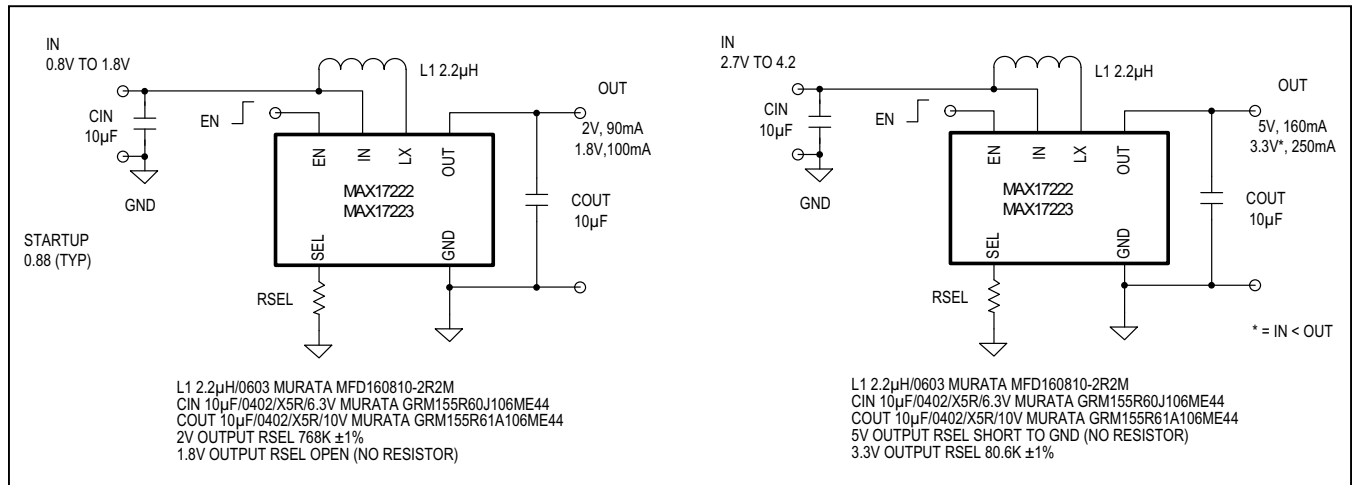 IN
0.8V TO 1.8V
L1 2.2µH
OUT
CIN
10µF
EN
2V, 90mA
1.8V,100mA
EN
IN
LX
OUT
MAX17222
MAX17223
COUT
10µF
GND
STARTUP
0.88 (TYP)
SEL
GND
RSEL
L1 2.2µH/0603 MURATA MFD160810-2R2M
CIN 10µF/0402/X5R/6.3V MURATA GRM155R60J106ME44
COUT 10µF/0402/X5R/10V MURATA GRM155R61A106ME44
2V OUTPUT RSEL 768K ±1%
1.8V OUTPUT RSEL OPEN (NO RESISTOR)
IN
2.7V TO 4.2
L1 2.2µH
OUT
CIN
10µF
EN
5V, 160mA
3.3V*, 250mA
EN
IN
LX
OUT
MAX17222
MAX17223
COUT
10µF
GND
SEL
GND
RSEL
* = IN < OUT
L1 2.2µH/0603 MURATA MFD160810-2R2M
CIN 10µF/0402/X5R/6.3V MURATA GRM155R60J106ME44
COUT 10µF/0402/X5R/10V MURATA GRM155R61A106ME44
5V OUTPUT RSEL SHORT TO GND (NO RESISTOR)
3.3V OUTPUT RSEL 80.6K ±1%